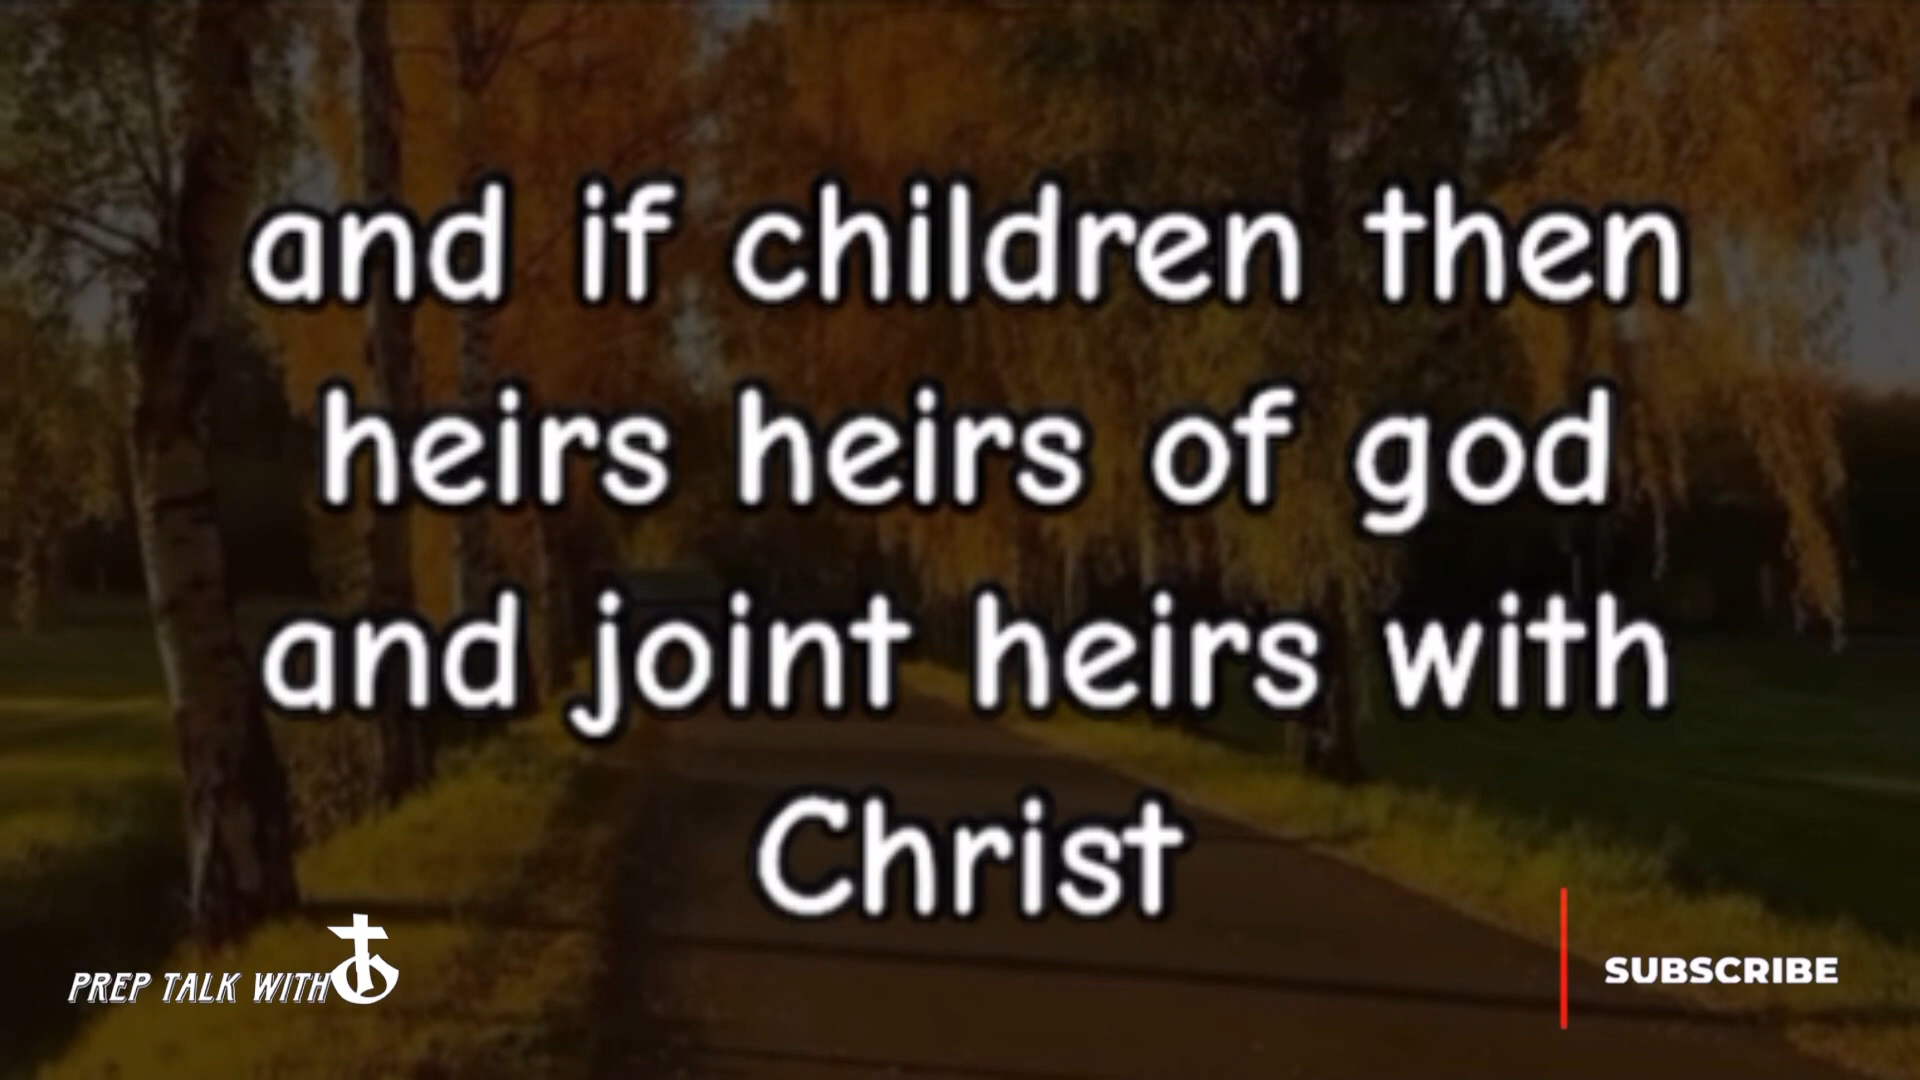 and if children then
heirs heirs of god
and joint heirs with
Christ
PREP TALK WITH
SUBSCRIBE